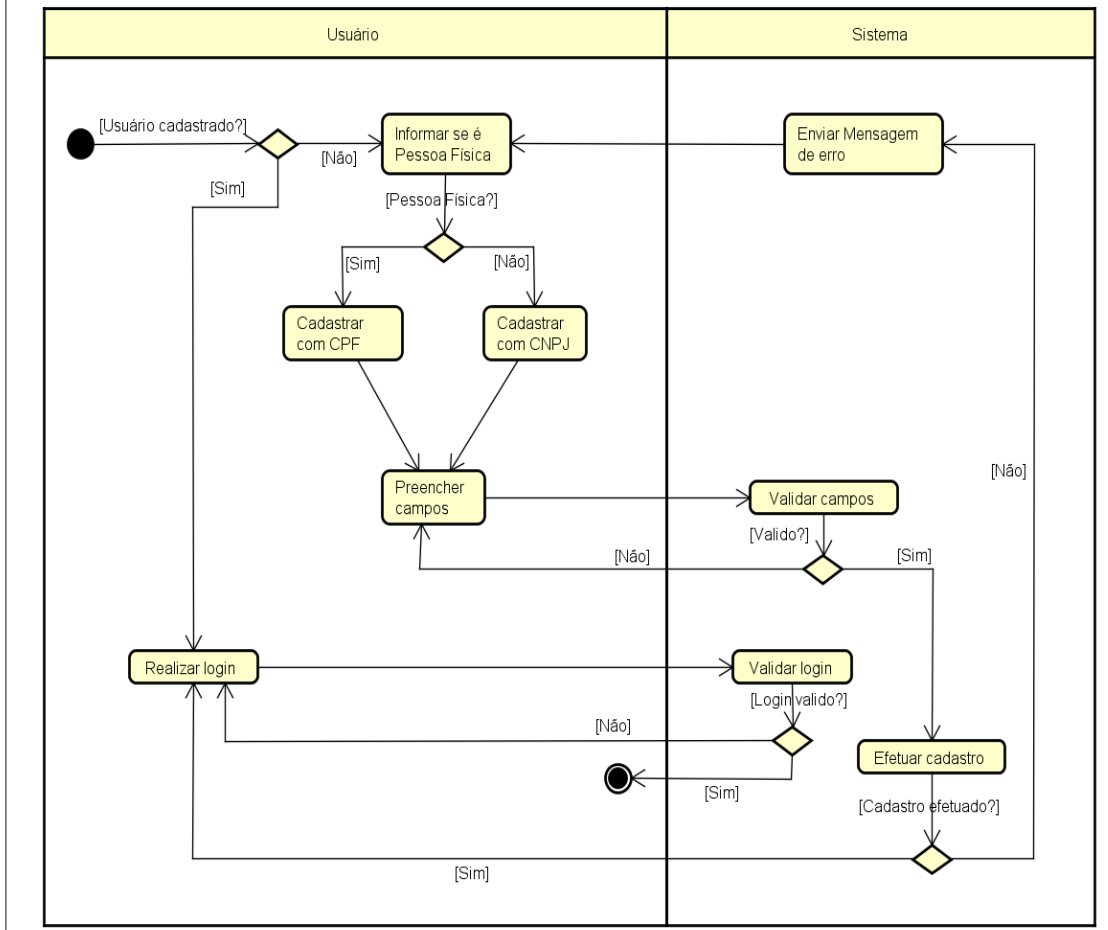 Usuário
Sistema
[Usuário cadastrado?]
[Não]
[Sim]
Informar se é
Pessoa Física
Enviar Mensagem
de erro
[Pessoa Física?]
[Sim]
[Não]
Cadastrar
com CPF
Cadastrar
com CNPJ
Preencher
campos
Validar campos
[Não]
[Valido?]
[Não]
[Sim]
Realizar login
Validar login
[Login valido?]
[Não]
[Sim]
Efetuar cadastro
[Cadastro efetuado?]
[Sim]